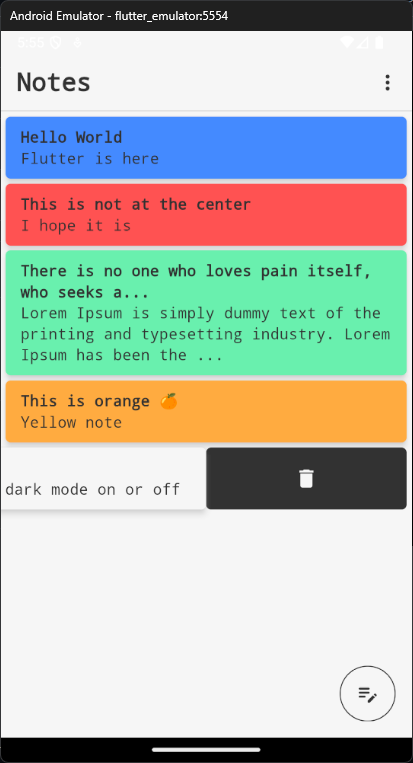 Android Emulator - flutter_emulator:5554
5:55
Notes
Hello World
Flutter is here
This is not at the center
I hope it is
There is no one who loves pain itself,
who seeks a...
Lorem Ipsum is simply dummy text of the
printing and typesetting industry. Lorem
Ipsum has been the ...
This is orange 🍊
Yellow note
dark mode on or off